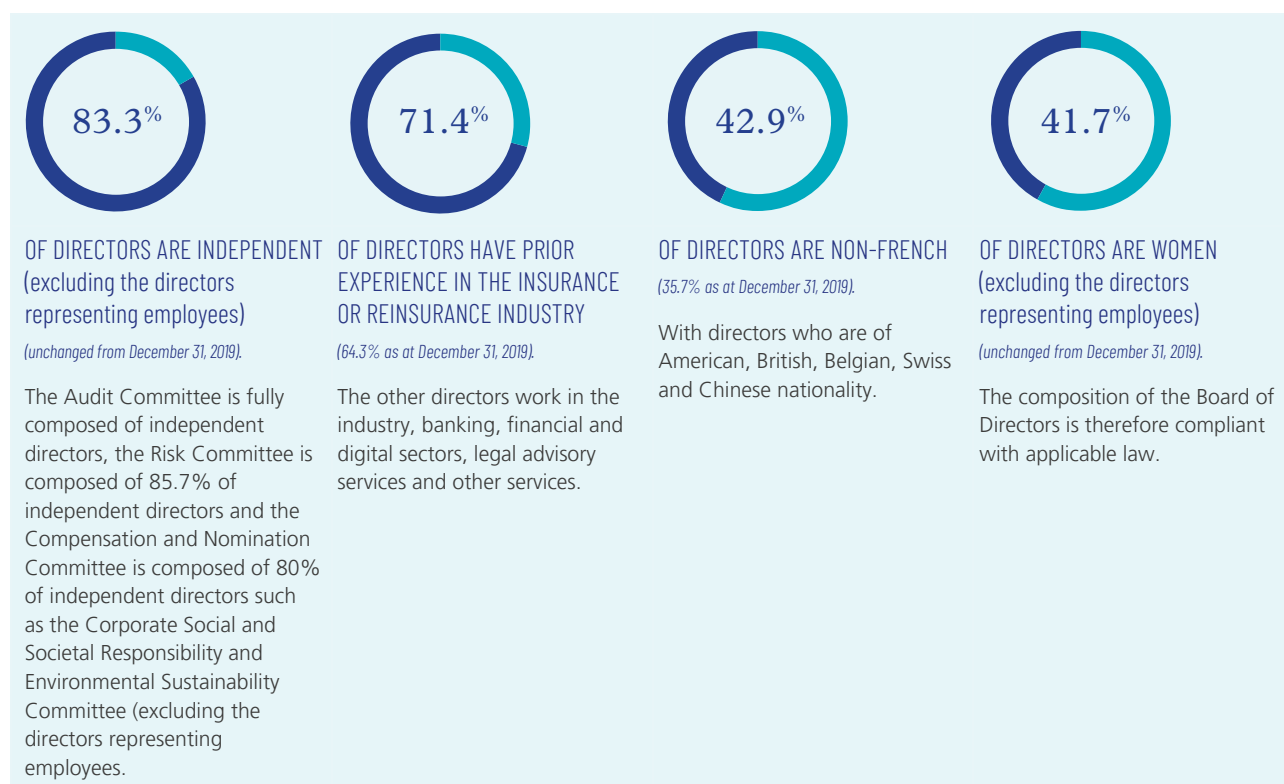 83.3%
OF DIRECTORS ARE INDEPENDENT
(excluding the directors
representing employees)
(unchanged from December 31, 2019).
The Audit Committee is fully
composed of independent
directors, the Risk Committee is
composed of 85.7% of
independent directors and the
Compensation and Nomination
Committee is composed of 80%
of independent directors such
as the Corporate Social and
Societal Responsibility and
Environmental Sustainability
Committee (excluding the
directors representing
employees.
71.4%
OF DIRECTORS HAVE PRIOR
EXPERIENCE IN THE INSURANCE
OR REINSURANCE INDUSTRY
(64.3% as at December 31, 2019).
The other directors work in the
industry, banking, financial and
digital sectors, legal advisory
services and other services.
42.9%
OF DIRECTORS ARE NON-FRENCH
(35.7% as at December 31, 2019).
With directors who are of
American, British, Belgian, Swiss
and Chinese nationality.
41.7%
OF DIRECTORS ARE WOMEN
(excluding the directors
representing employees)
(unchanged from December 31, 2019).
The composition of the Board of
Directors is therefore compliant
with applicable law.